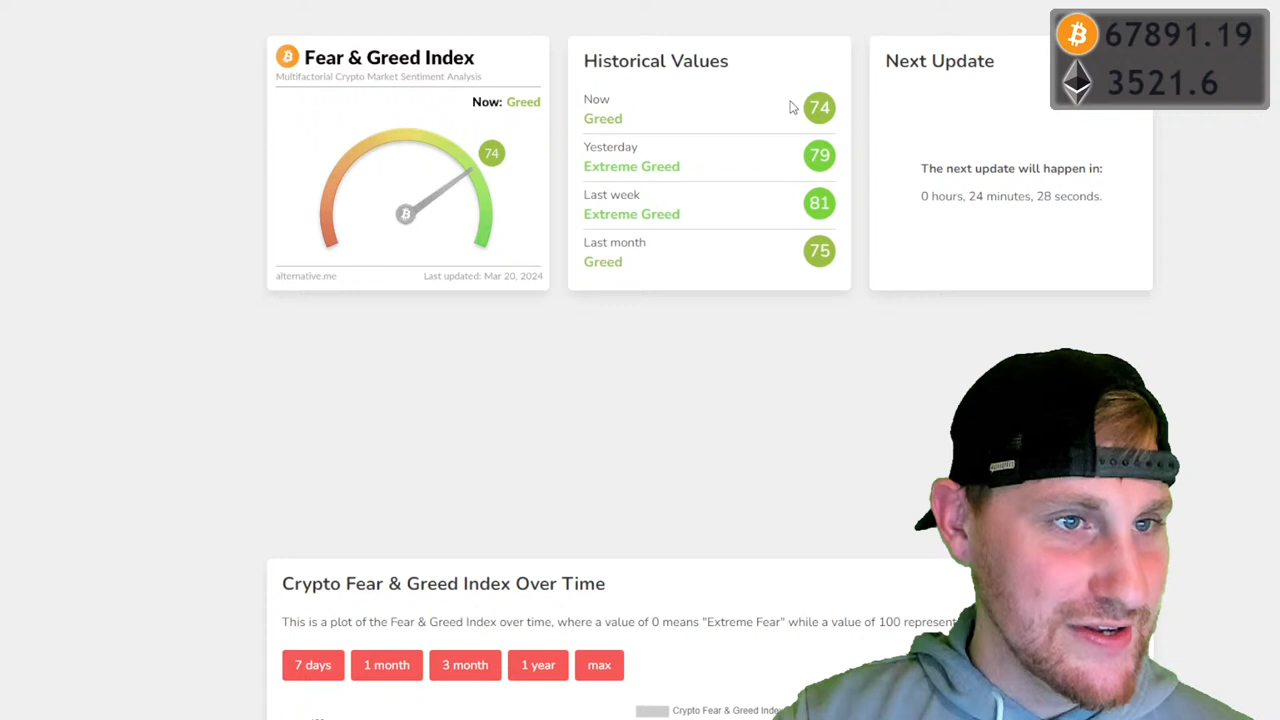 Fear & Greed Index
Multifactorial Crypto Market Sentiment Analysis
Now: Greed
74
alternative.me
Last updated: Mar 20, 2024
Historical Values
Now
Greed
74
Yesterday
Extreme Greed
79
Last week
Extreme Greed
81
Last month
Greed
75
Next Update
The next update will happen in:
0 hours, 24 minutes, 28 seconds.
67891.19
3521.6
Crypto Fear & Greed Index Over Time
This is a plot of the Fear & Greed Index over time, where a value of 0 means "Extreme Fear" while a value of 100 represent
7 days
1 month
3 month
1 year
max
Crypto Fear & Greed Index